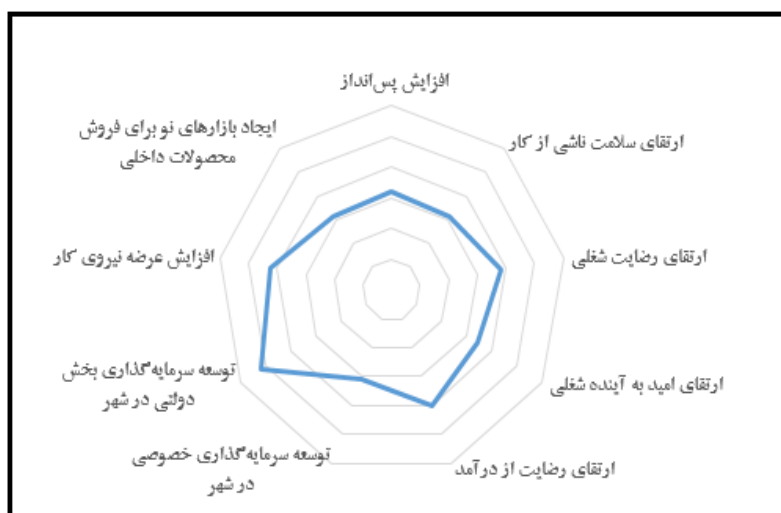 افزایش پس‌انداز
ارتقای سلامت ناشی از کار
ارتقای رضایت شغلی
ارتقای امید به آینده شغلی
ارتقای رضایت از درآمد
توسعه سرمایه‌گذاری خصوصی
در شهر
توسعه سرمایه‌گذاری بخش
دولتی در شهر
افزایش عرضه نیروی کار
ایجاد بازارهای نو برای فروش
محصولات داخلی